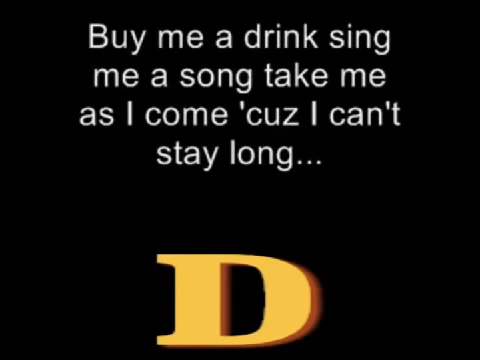 Buy me a drink sing
me a song take me
as I come 'cuz I can't
stay long...
D